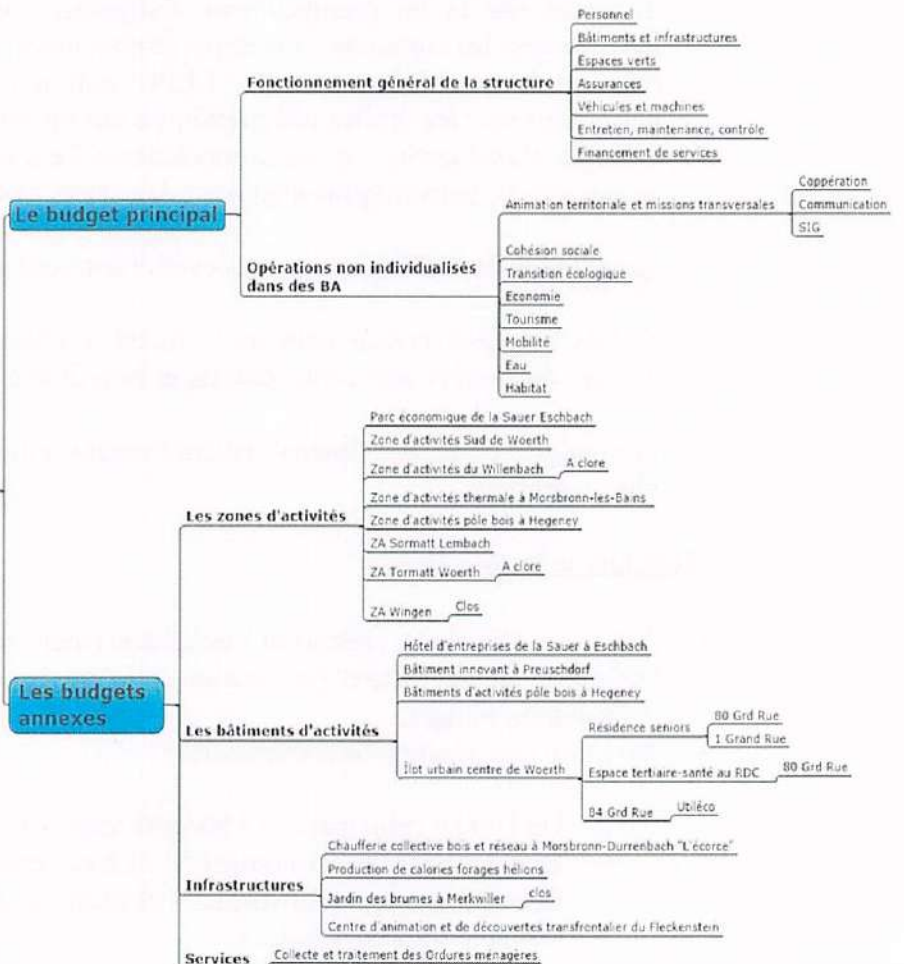 Le budget principal
Fonctionnement général de la structure
Personnel
Bâtiments et infrastructures
Espaces verts
Assurances
Véhicules et machines
Entretien, maintenance, contrôle
Financement de services
Opérations non individualisés
dans des BA
Animation territoriale et missions transversales
Coppération
Communication
SIG
Cohésion sociale
Transition écologique
Economie
Tourisme
Mobilité
Eau
Habitat
Les budgets
annexes
Les zones d'activités
Parc économique de la Sauer Eschbach
Zone d'activités Sud de Woerth
Zone d'activités du Willenbach
A clore
Zone d'activités thermale à Morsbronn-les-Bains
Zone d'activités pôle bois à Hegeney
ZA Sormatt Lembach
ZA Tormatt Woerth
A clore
ZA Wingen
Clos
Les bâtiments d'activités
Hôtel d'entreprises de la Sauer à Eschbach
Bâtiment innovant à Preuschdorf
Bâtiments d'activités pôle bois à Hegeney
Îlot urbain centre de Woerth
Résidence seniors
80 Grd Rue
1 Grand Rue
Espace tertiaire-santé au RDC
80 Grd Rue
84 Grd Rue
Utiléco
Infrastructures
Chaufferie collective bois et réseau à Morsbronn-Durrenbach "L'écorce"
Production de calories forages hélions
Jardin des brumes à Merkwiller
clos
Centre d'animation et de découvertes transfrontalier du Fleckenstein
Services
Collecte et traitement des Ordures ménagères